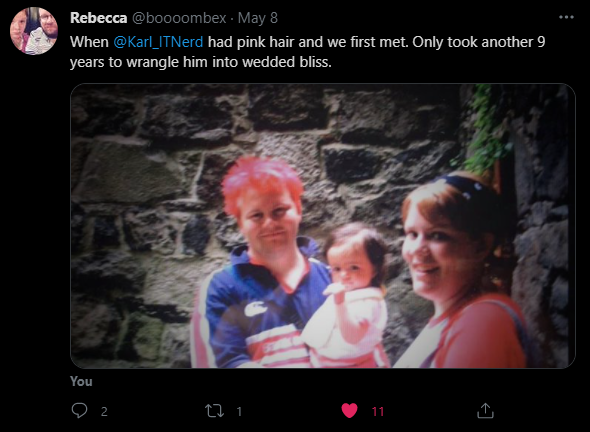 Rebecca @boooombex · May 8
When @Karl_ITNerd had pink hair and we first met. Only took another 9
years to wrangle him into wedded bliss.
You
2 1 11